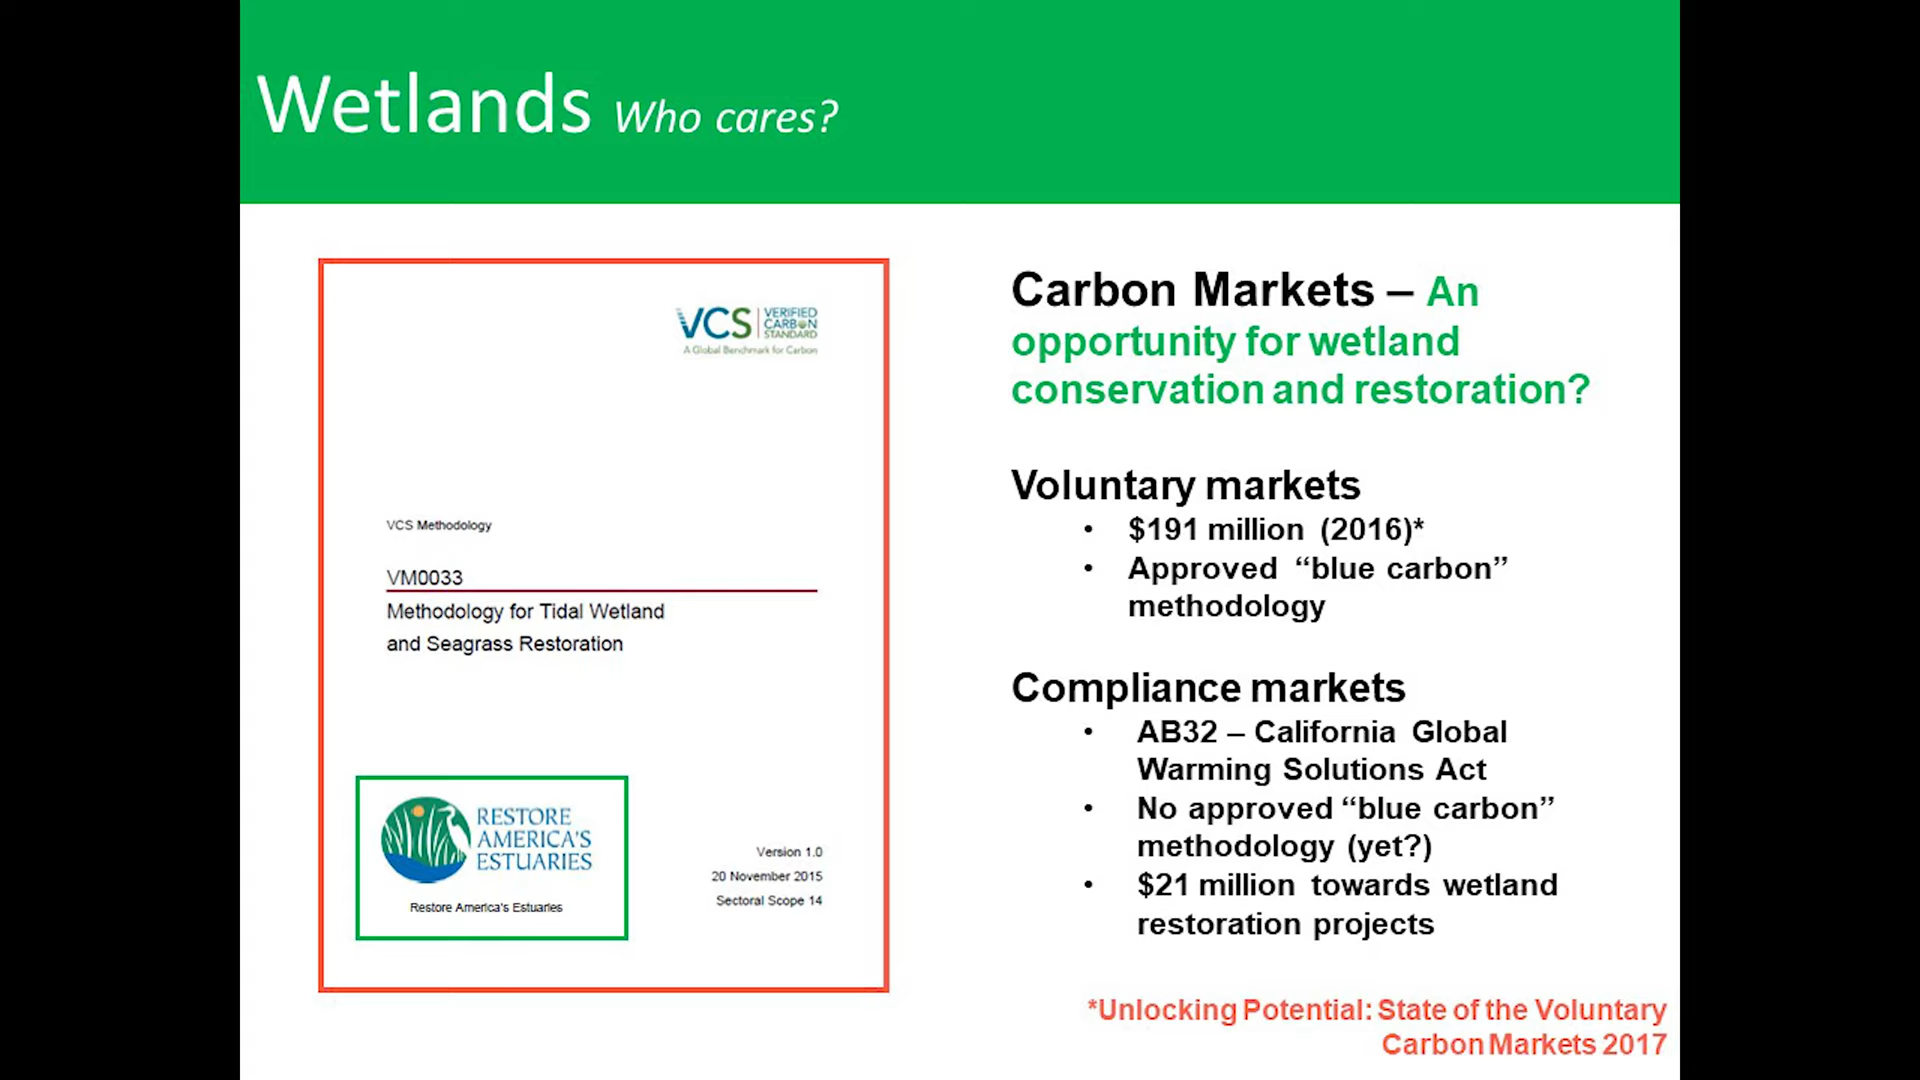 Wetlands Who cares?
VCS VERIFIED
CARBON
STANDARD
A Global Benchmark for Carbon
VCS Methodology
VM0033
Methodology for Tidal Wetland
and Seagrass Restoration
RESTORE
AMERICA'S
ESTUARIES
Restore America's Estuaries
Version 1.0
20 November 2015
Sectoral Scope 14
Carbon Markets – An
opportunity for wetland
conservation and restoration?
Voluntary markets
• $191 million (2016)*
• Approved “blue carbon”
methodology
Compliance markets
• AB32 – California Global
Warming Solutions Act
• No approved “blue carbon”
methodology (yet?)
• $21 million towards wetland
restoration projects
*Unlocking Potential: State of the Voluntary
Carbon Markets 2017